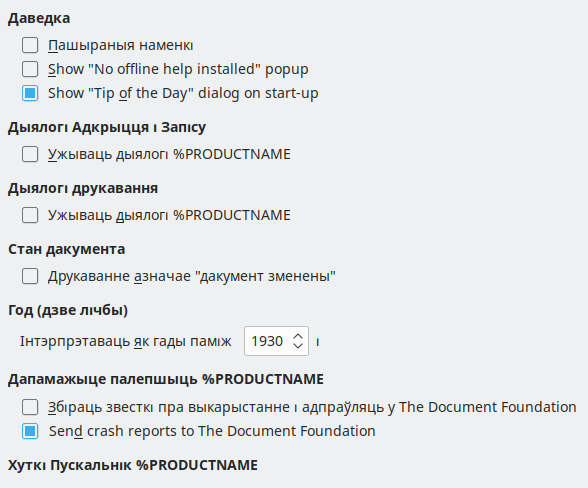 Даведка
Пашыраныя наменкі
Show "No offline help installed" popup
Show "Tip of the Day" dialog on start-up
Дыялогі Адкрыцця і Запісу
Ужываць дыялогі %PRODUCTNAME
Дыялогі друкавання
Ужываць дыялогі %PRODUCTNAME
Стан дакумента
Друкаванне азначае "дакумент зменены"
Год (дзве лічбы)
Інтэрпрэтаваць як гады паміж 1930 і
Дапамажыце палепшыць %PRODUCTNAME
Збіраць звесткі пра выкарыстанне і адпраўляць у The Document Foundation
Send crash reports to The Document Foundation
Хуткі Пускальнік %PRODUCTNAME